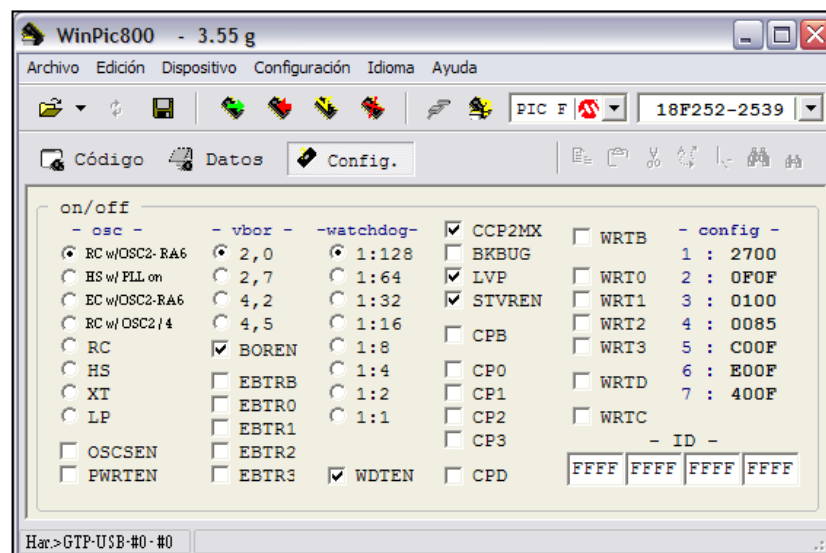 WinPic800 - 3.55 g
Archivo Edición Dispositivo Configuración Idioma Ayuda
PIC F 18F252-2539
Código Datos Config.
on/off
- osc - - vbor - -watchdog- CCP2MX WRTB - config -
RC w/OSC2- RA6 2,0 1:128 BKBUG 1 : 2700
HS w/ PLL on 2,7 1:64 LVP WRT0 2 : 0F0F
EC w/OSC2-RA6 4,2 1:32 STVREN WRT1 3 : 0100
RC w/ OSC2 / 4 4,5 1:16 CPB WRT2 4 : 0085
RC BOREN 1:8 WRT3 5 : C00F
HS EBTRB 1:4 CP0 WRTD 6 : E00F
XT EBTR0 1:2 CP1 7 : 400F
LP EBTR1 1:1 CP2 WRTC
OSCSEN EBTR2 CP3 - ID -
PWRTEN EBTR3 WDTEN CPD FFFF FFFF FFFF FFFF
Har.>GTP-USB-#0 - #0